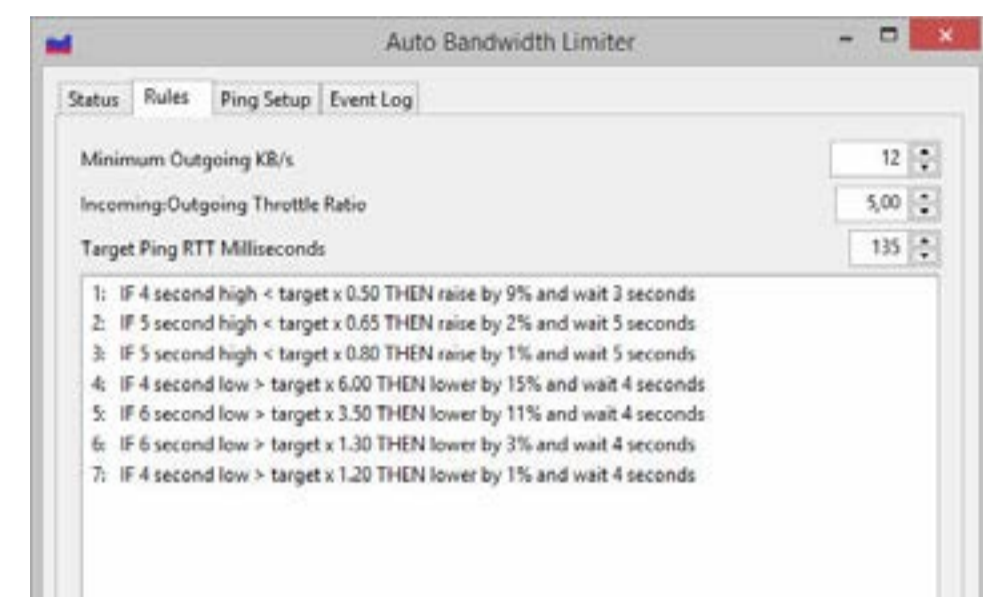 Auto Bandwidth Limiter
Status Rules Ping Setup Event Log
Minimum Outgoing KB/s 12
Incoming:Outgoing Throttle Ratio 5,00
Target Ping RTT Milliseconds 135
1: IF 4 second high < target x 0.50 THEN raise by 9% and wait 3 seconds
2: IF 5 second high < target x 0.65 THEN raise by 2% and wait 5 seconds
3: IF 5 second high < target x 0.80 THEN raise by 1% and wait 5 seconds
4: IF 4 second low > target x 6.00 THEN lower by 15% and wait 4 seconds
5: IF 6 second low > target x 3.50 THEN lower by 11% and wait 4 seconds
6: IF 6 second low > target x 1.30 THEN lower by 3% and wait 4 seconds
7: IF 4 second low > target x 1.20 THEN lower by 1% and wait 4 seconds